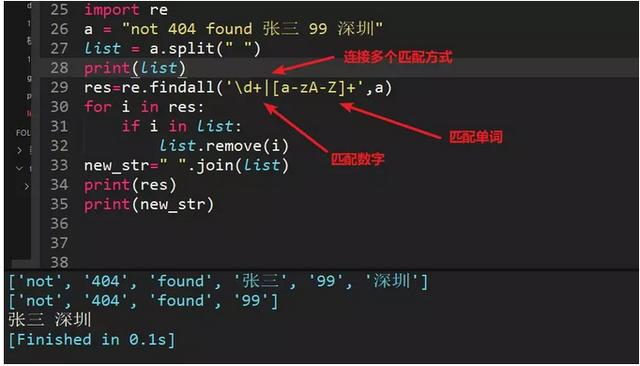 25 import re
26 a = "not 404 found 张三 99 深圳"
27 list = a.split(" ")
连接多个匹配方式
28 print(list)
29 res=re.findall('\d+|[a-zA-Z]+',a)
30 for i in res:
31 if i in list:
匹配单词
32 list.remove(i)
匹配数字
33 new_str=" ".join(list)
34 print(res)
35 print(new_str)
36
37
38
FOL
['not', '404', 'found', '张三', '99', '深圳']
['not', '404', 'found', '99']
张三 深圳
[Finished in 0.1s]